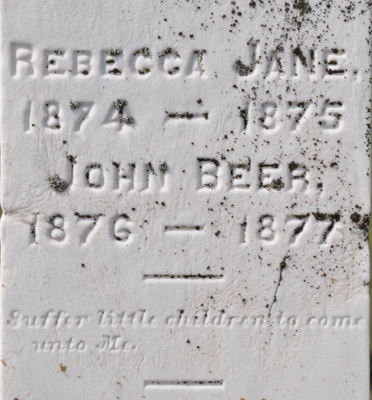 REBECCA JANE,
1874 — 1875
JOHN BEER,
1876 — 1877
Suffer little children to come
unto Me.